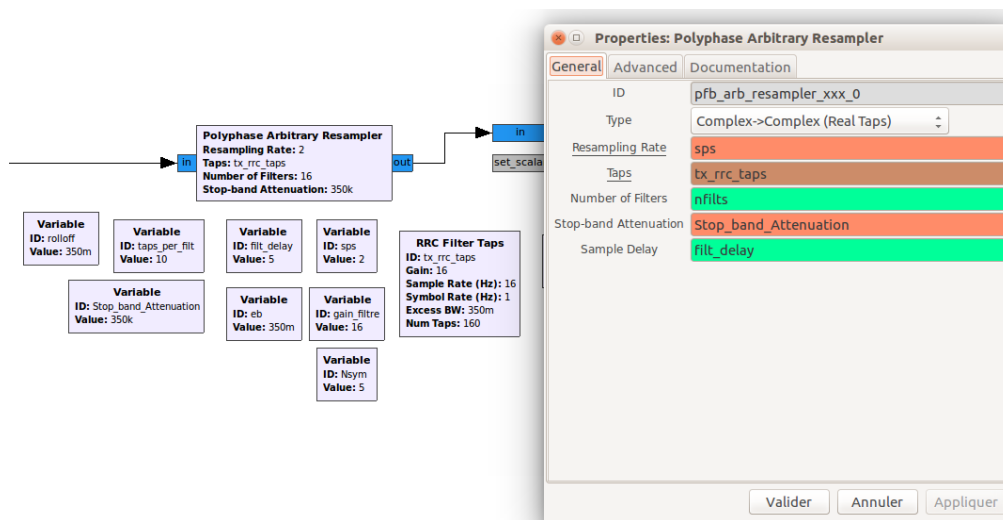 Polyphase Arbitrary Resampler
Resampling Rate: 2
Taps: tx_rrc_taps
Number of Filters: 16
Stop-band Attenuation: 350k
in
out
in
set_scala
Variable
ID: rolloff
Value: 350m
Variable
ID: taps_per_filt
Value: 10
Variable
ID: filt_delay
Value: 5
Variable
ID: sps
Value: 2
RRC Filter Taps
ID: tx_rrc_taps
Gain: 16
Sample Rate (Hz): 16
Symbol Rate (Hz): 1
Excess BW: 350m
Num Taps: 160
Variable
ID: Stop_band_Attenuation
Value: 350k
Variable
ID: eb
Value: 350m
Variable
ID: gain_filtre
Value: 16
Variable
ID: Nsym
Value: 5
Properties: Polyphase Arbitrary Resampler
General Advanced Documentation
ID pfb_arb_resampler_xxx_0
Type Complex->Complex (Real Taps)
Resampling Rate sps
Taps tx_rrc_taps
Number of Filters nfilts
Stop-band Attenuation Stop_band_Attenuation
Sample Delay filt_delay
Valider Annuler Appliquer